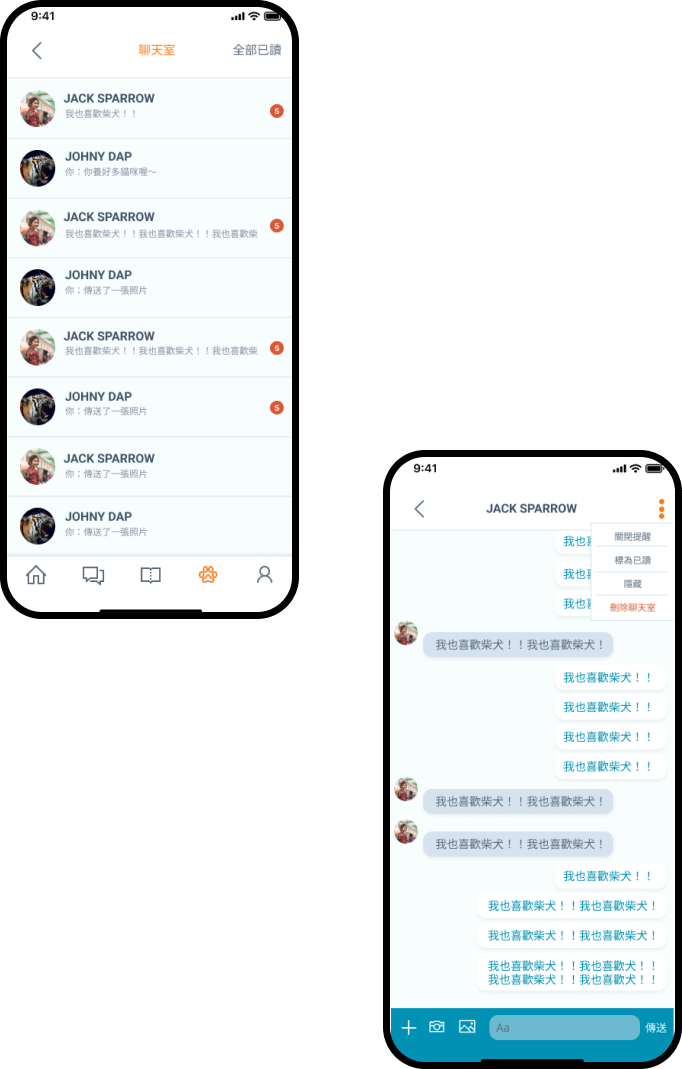 9:41
聊天室
全部已讀
JACK SPARROW
我也喜歡柴犬！！
5
JOHNY DAP
你：你養好多貓咪喔～
JACK SPARROW
我也喜歡柴犬！！我也喜歡柴犬！！我也喜歡柴
5
JOHNY DAP
你：傳送了一張照片
JACK SPARROW
我也喜歡柴犬！！我也喜歡柴犬！！我也喜歡柴
5
JOHNY DAP
你：傳送了一張照片
5
JACK SPARROW
你：傳送了一張照片
JOHNY DAP
你：傳送了一張照片
9:41
JACK SPARROW
關閉提醒
標為已讀
隱藏
刪除聊天室
我也
我也
我也
我也喜歡柴犬！！我也喜歡柴犬！
我也喜歡柴犬！！
我也喜歡柴犬！！
我也喜歡柴犬！！
我也喜歡柴犬！！
我也喜歡柴犬！！我也喜歡柴犬！
我也喜歡柴犬！！我也喜歡柴犬！
我也喜歡柴犬！！
我也喜歡柴犬！！我也喜歡柴犬！
我也喜歡柴犬！！我也喜歡柴犬！
我也喜歡柴犬！！我也喜歡柴犬！！
我也喜歡柴犬！！我也喜歡柴犬！！
Aa
傳送